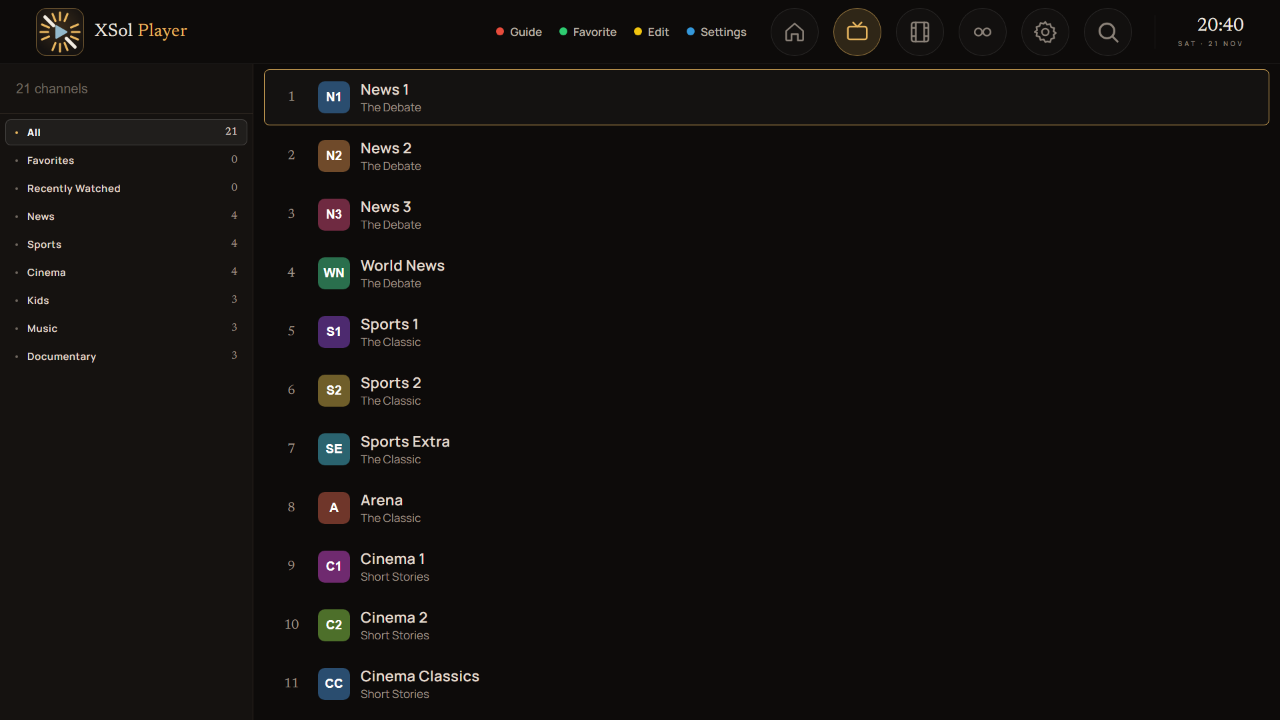 XSol Player
Guide
Favorite
Edit
Settings
20:40
SAT · 21 NOV
21 channels
All 21
Favorites 0
Recently Watched 0
News 4
Sports 4
Cinema 4
Kids 3
Music 3
Documentary 3
1 N1 News 1
The Debate
2 N2 News 2
The Debate
3 N3 News 3
The Debate
4 WN World News
The Debate
5 S1 Sports 1
The Classic
6 S2 Sports 2
The Classic
7 SE Sports Extra
The Classic
8 A Arena
The Classic
9 C1 Cinema 1
Short Stories
10 C2 Cinema 2
Short Stories
11 CC Cinema Classics
Short Stories